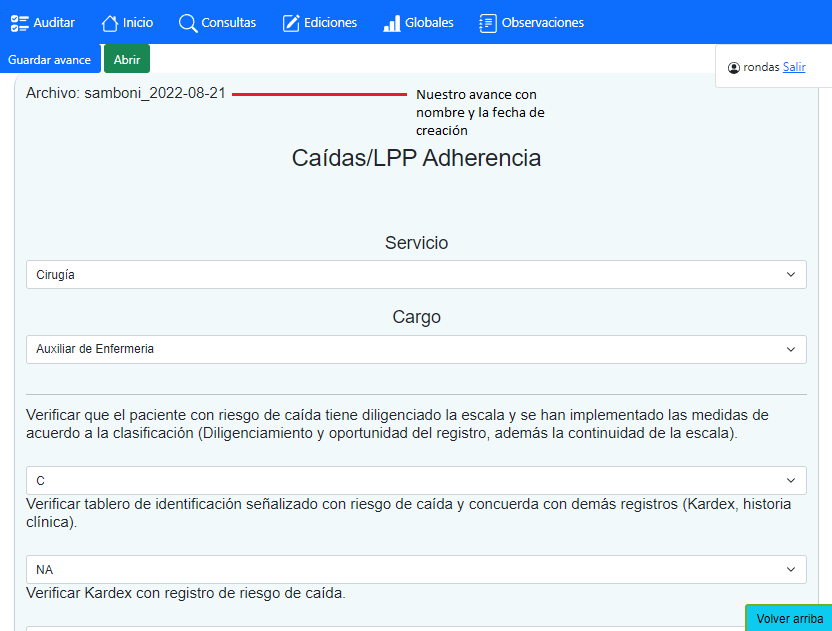 Auditar Inicio Consultas Ediciones Globales Observaciones
Guardar avance Abrir
rondas Salir
Archivo: samboni_2022-08-21
Nuestro avance con
nombre y la fecha de
creación
Caídas/LPP Adherencia
Servicio
Cirugía
Cargo
Auxiliar de Enfermeria
Verificar que el paciente con riesgo de caída tiene diligenciado la escala y se han implementado las medidas de
acuerdo a la clasificación (Diligenciamiento y oportunidad del registro, además la continuidad de la escala).
C
Verificar tablero de identificación señalizado con riesgo de caída y concuerda con demás registros (Kardex, historia
clínica).
NA
Verificar Kardex con registro de riesgo de caída.
Volver arriba